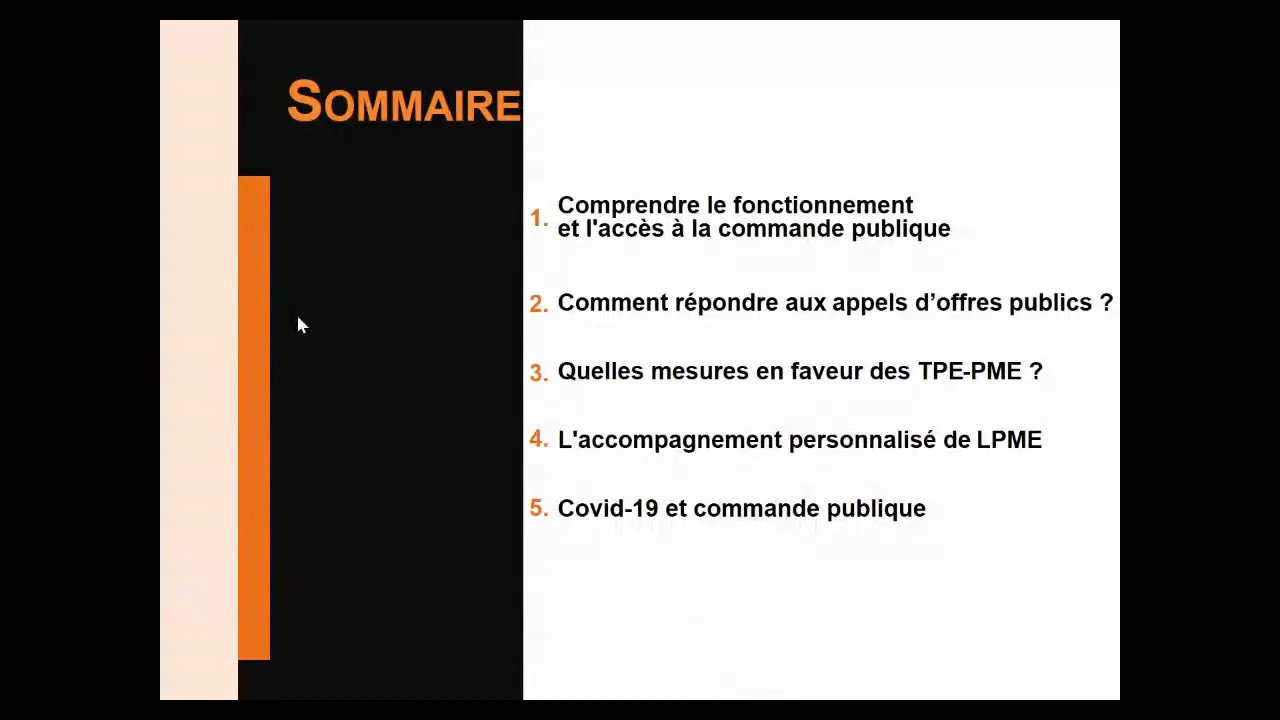 SOMMAIRE
1. Comprendre le fonctionnement
et l'accès à la commande publique
2. Comment répondre aux appels d’offres publics ?
3. Quelles mesures en faveur des TPE-PME ?
4. L'accompagnement personnalisé de LPME
5. Covid-19 et commande publique